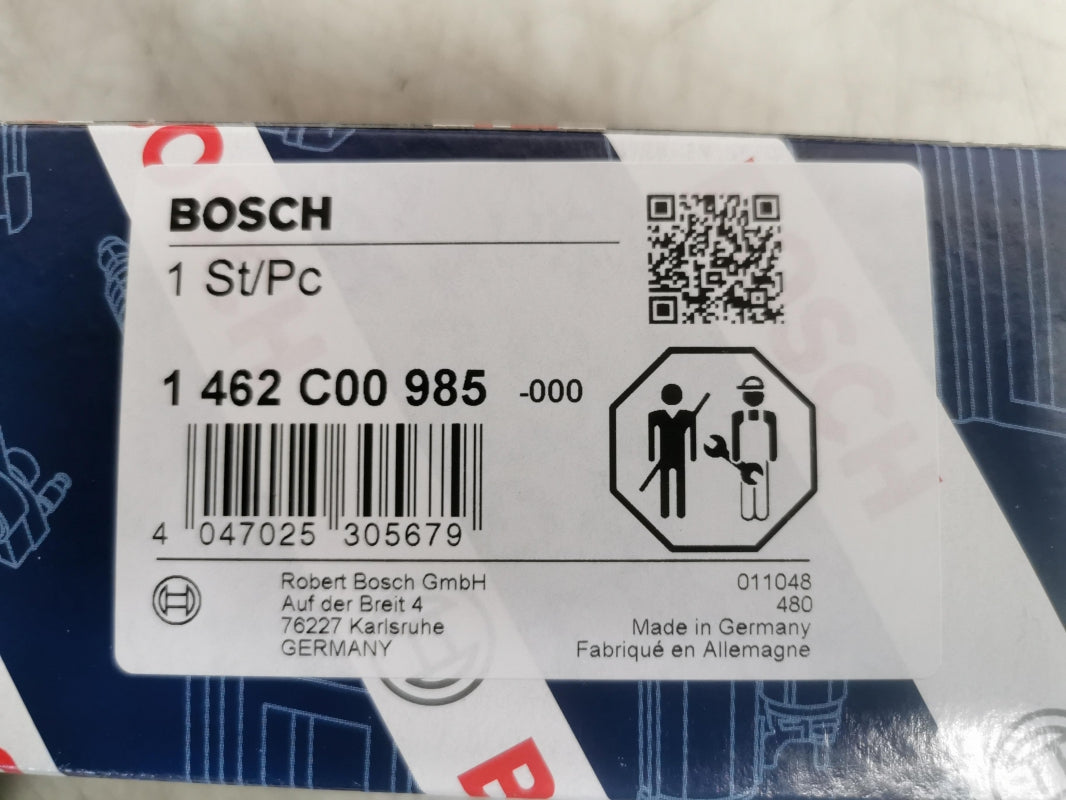 BOSCH
1 St/Pc
1 462 C00 985 -000
4 047025 305679
Robert Bosch GmbH
Auf der Breit 4
76227 Karlsruhe
GERMANY
011048
480
Made in Germany
Fabriqué en Allemagne